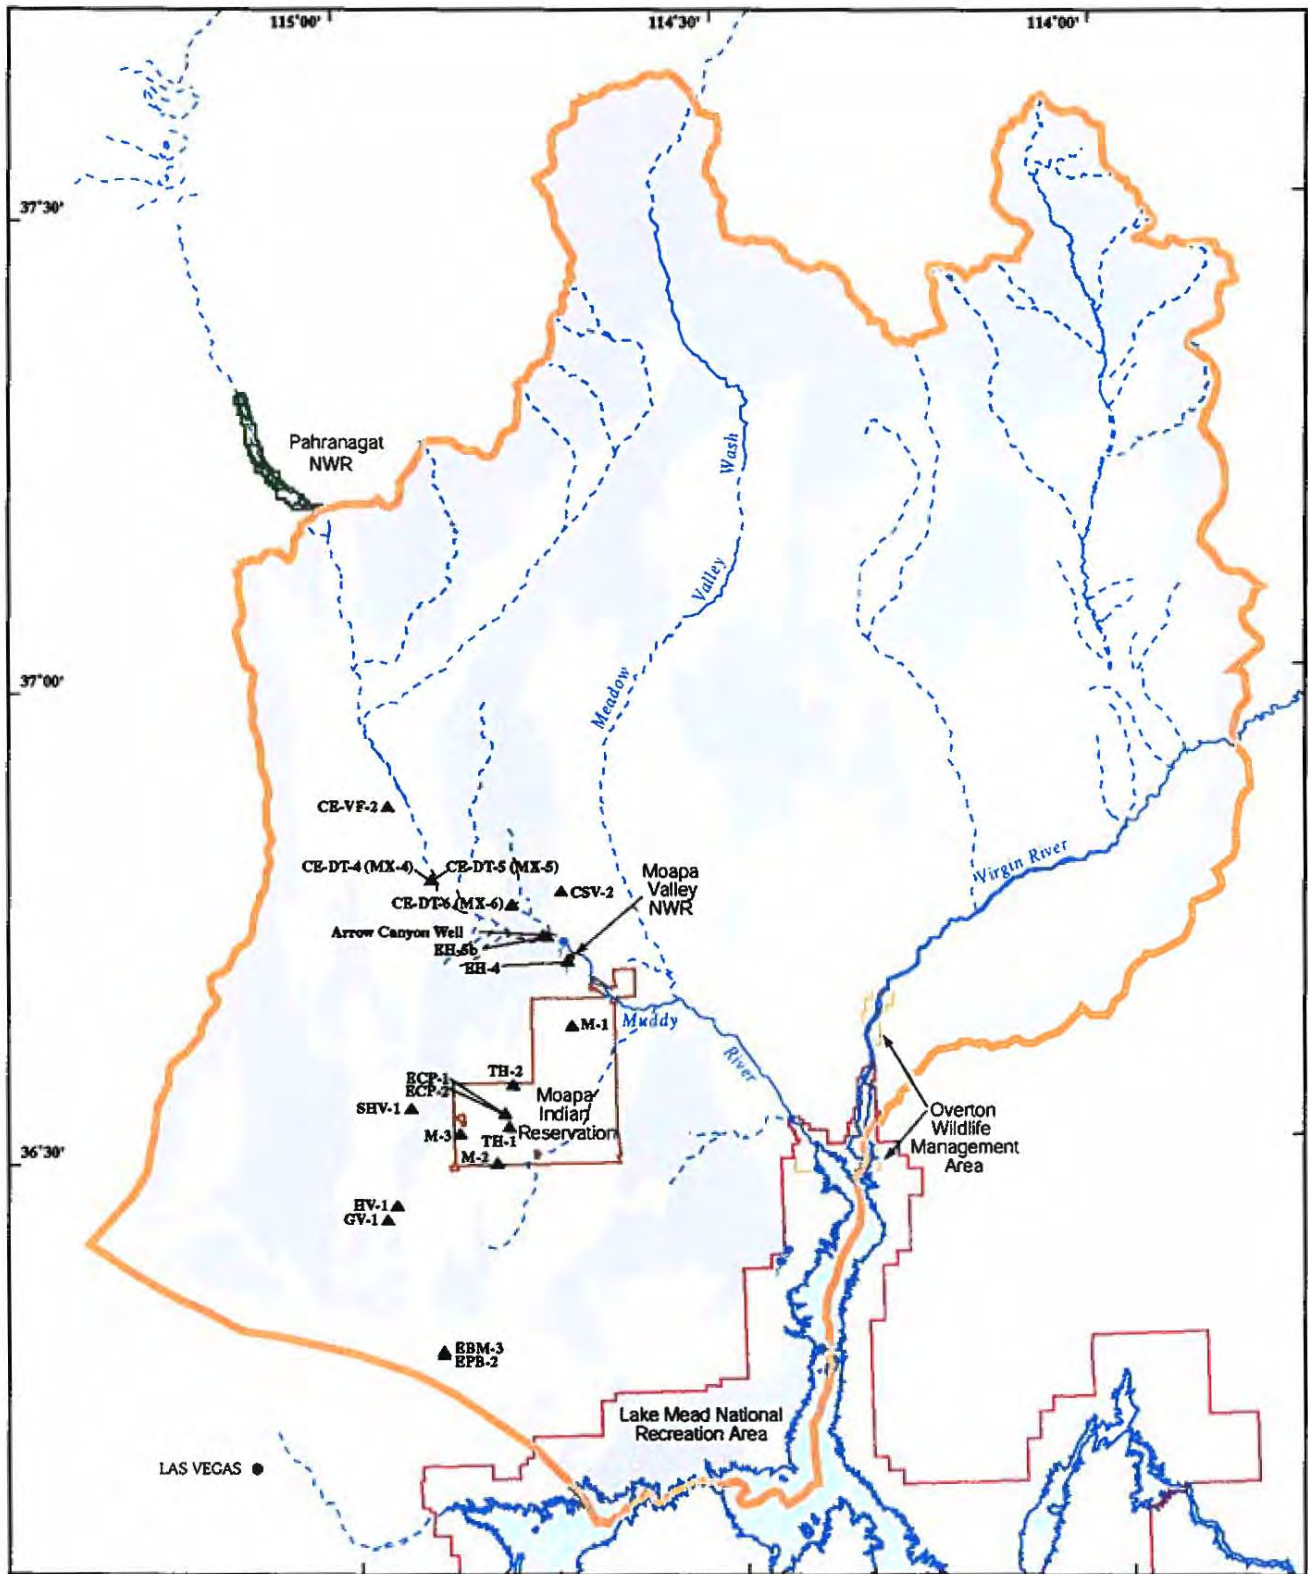 115°00'
114°30'
114°00'
37°30'
Pahranagat
NWR
Wash
Valley
Meadow
37°00'
CE-VF-2
CE-DT-4 (MX-4)
CE-DT-5 (MX-5)
Moapa
Valley
NWR
CSV-2
CE-DT-6 (MX-6)
Virgin River
Arrow Canyon Well
EH-5b
EH-4
Muddy
River
M-1
TH-2
ECP-1
ECP-2
Moapa
Indian
Reservation
SHV-1
M-3
TH-1
M-2
Overton
Wildlife
Management
Area
36°30'
HV-1
GV-1
EBM-3
EPB-2
Lake Mead National
Recreation Area
LAS VEGAS